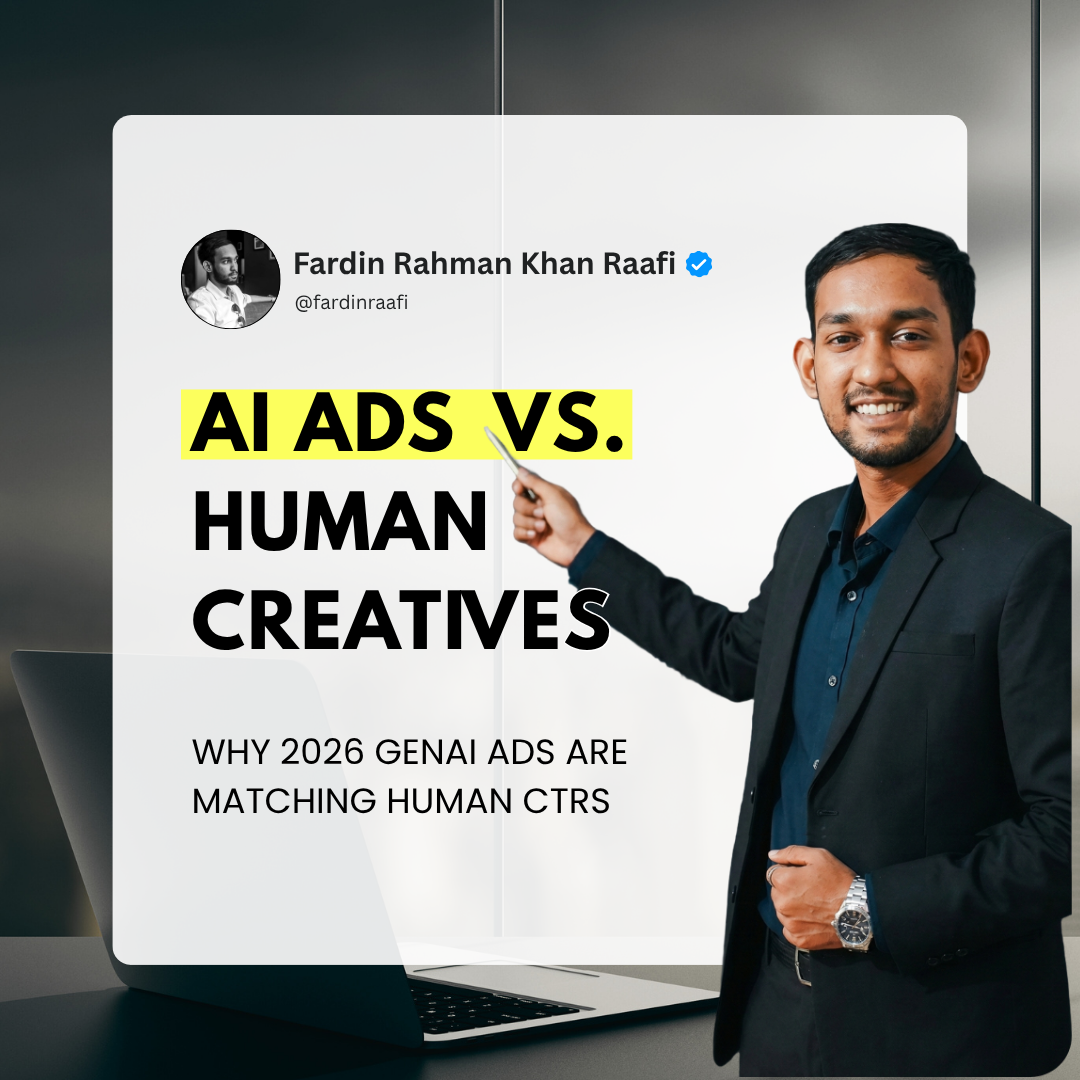 Fardin Rahman Khan Raafi
@fardinraafi
AI ADS VS.
HUMAN
CREATIVES
WHY 2026 GENAI ADS ARE
MATCHING HUMAN CTRS